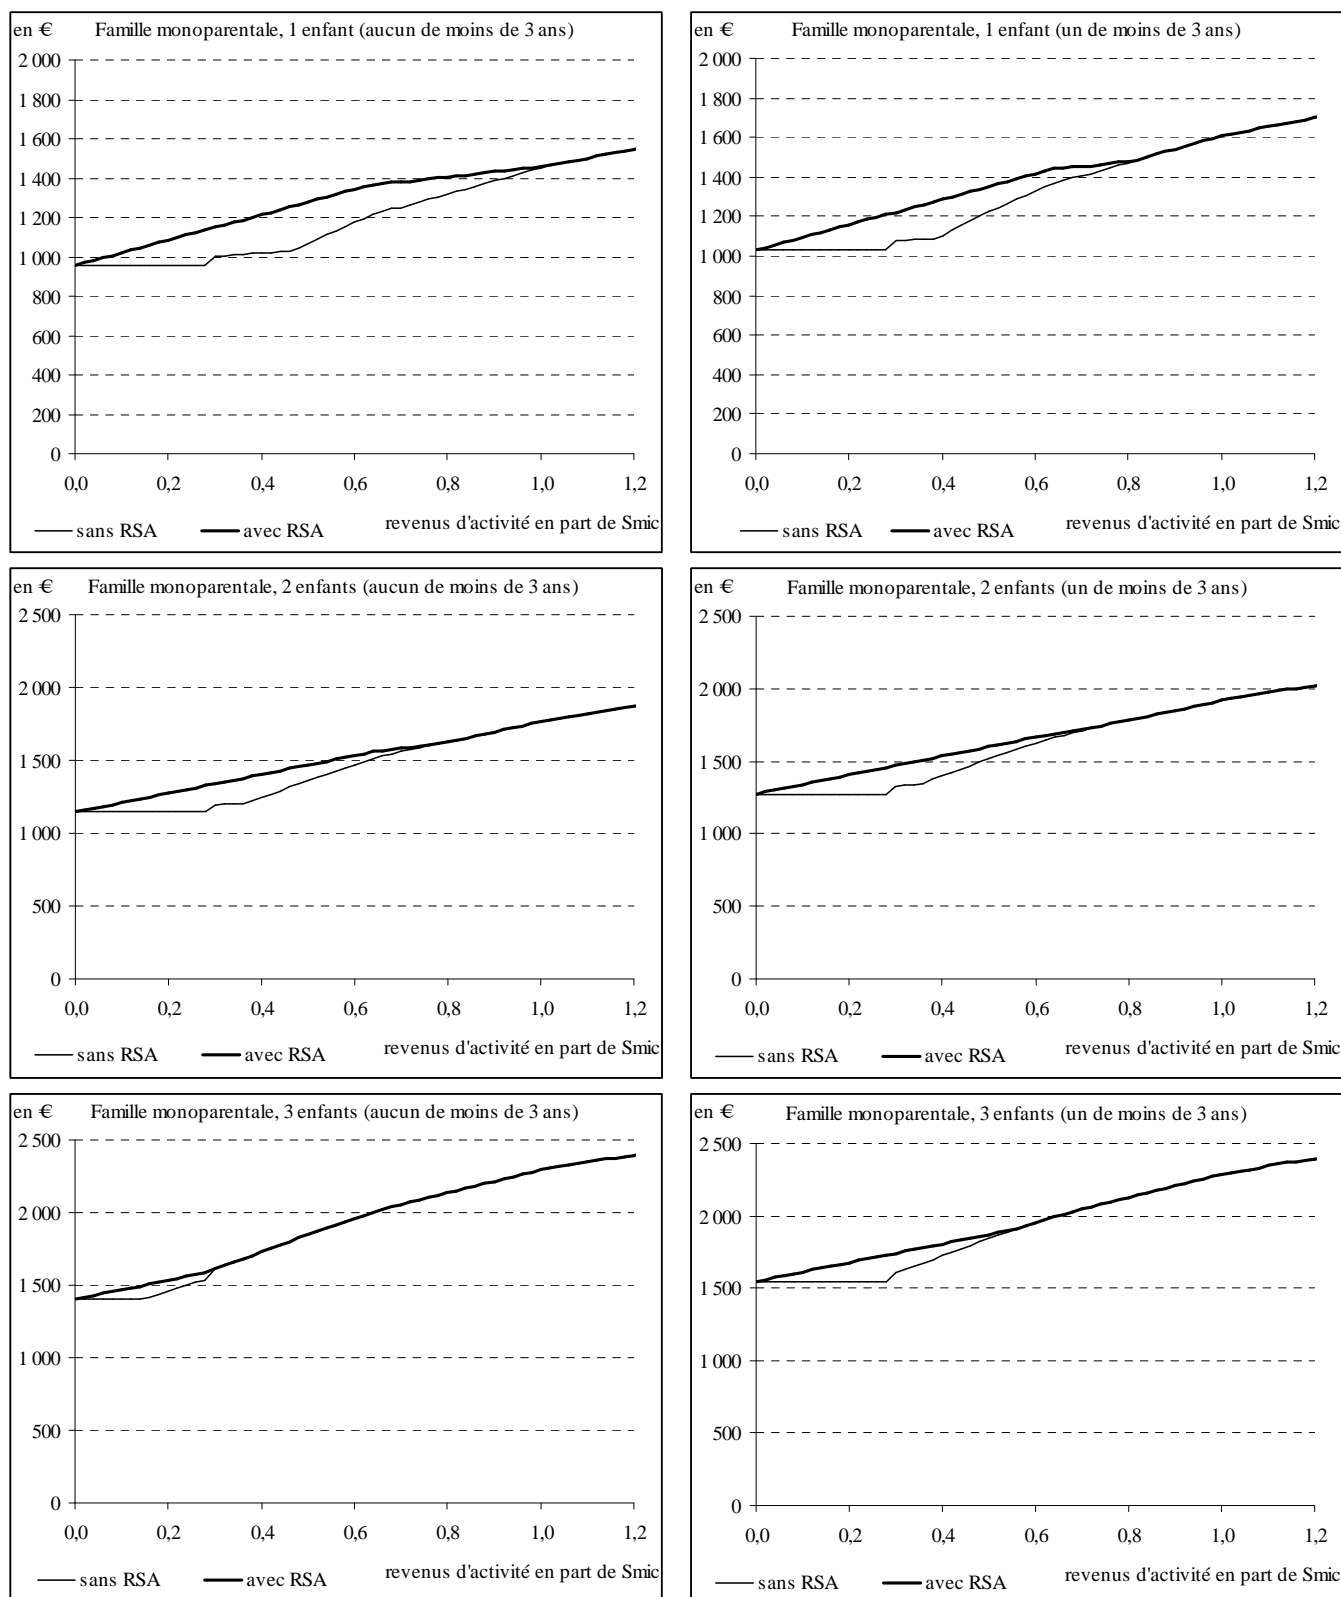 en € Famille monoparentale, 1 enfant (aucun de moins de 3 ans)
2 000
1 800
1 600
1 400
1 200
1 000
800
600
400
200
0
0,0 0,2 0,4 0,6 0,8 1,0 1,2
revenus d'activité en part de Smic
sans RSA avec RSA
en € Famille monoparentale, 1 enfant (un de moins de 3 ans)
2 000
1 800
1 600
1 400
1 200
1 000
800
600
400
200
0
0,0 0,2 0,4 0,6 0,8 1,0 1,2
revenus d'activité en part de Smic
sans RSA avec RSA
en € Famille monoparentale, 2 enfants (aucun de moins de 3 ans)
2 500
2 000
1 500
1 000
500
0
0,0 0,2 0,4 0,6 0,8 1,0 1,2
revenus d'activité en part de Smic
sans RSA avec RSA
en € Famille monoparentale, 2 enfants (un de moins de 3 ans)
2 500
2 000
1 500
1 000
500
0
0,0 0,2 0,4 0,6 0,8 1,0 1,2
revenus d'activité en part de Smic
sans RSA avec RSA
en € Famille monoparentale, 3 enfants (aucun de moins de 3 ans)
2 500
2 000
1 500
1 000
500
0
0,0 0,2 0,4 0,6 0,8 1,0 1,2
revenus d'activité en part de Smic
sans RSA avec RSA
en € Famille monoparentale, 3 enfants (un de moins de 3 ans)
2 500
2 000
1 500
1 000
500
0
0,0 0,2 0,4 0,6 0,8 1,0 1,2
revenus d'activité en part de Smic
sans RSA avec RSA